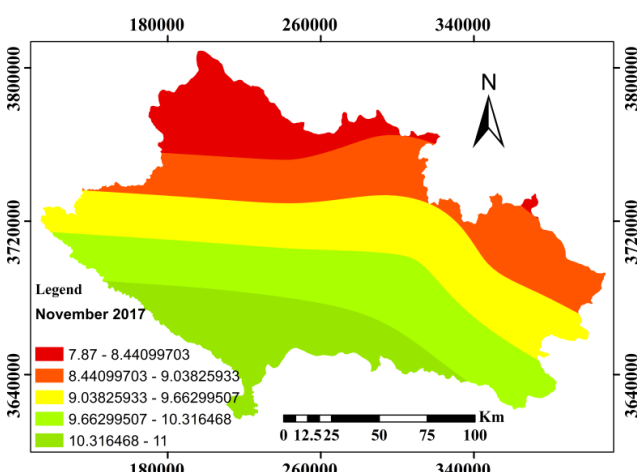 180000 260000 340000
3800000 3800000
N
3720000 3720000
Legend
November 2017
7.87 - 8.44099703
8.44099703 - 9.03825933
9.03825933 - 9.66299507
9.66299507 - 10.316468
10.316468 - 11
3640000 3640000
Km
0 12.525 50 75 100
180000 260000 340000